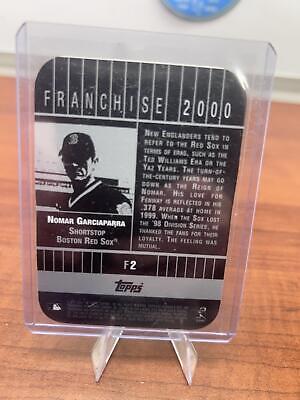 FRANCHISE 2000
New Englanders tend to
refer to the Red Sox in
terms of eras, such as the
Ted Williams Era or the
Yaz Years. The turn-of-
the-century years may go
down as the Reign of
Nomar. His love for
Fenway is reflected in his
.378 average at home in
1999. When the Sox lost
the '98 Division Series, he
thanked the fans for their
loyalty. The feeling was
mutual.
Nomar Garciaparra
Shortstop
Boston Red Sox®
F2
Topps